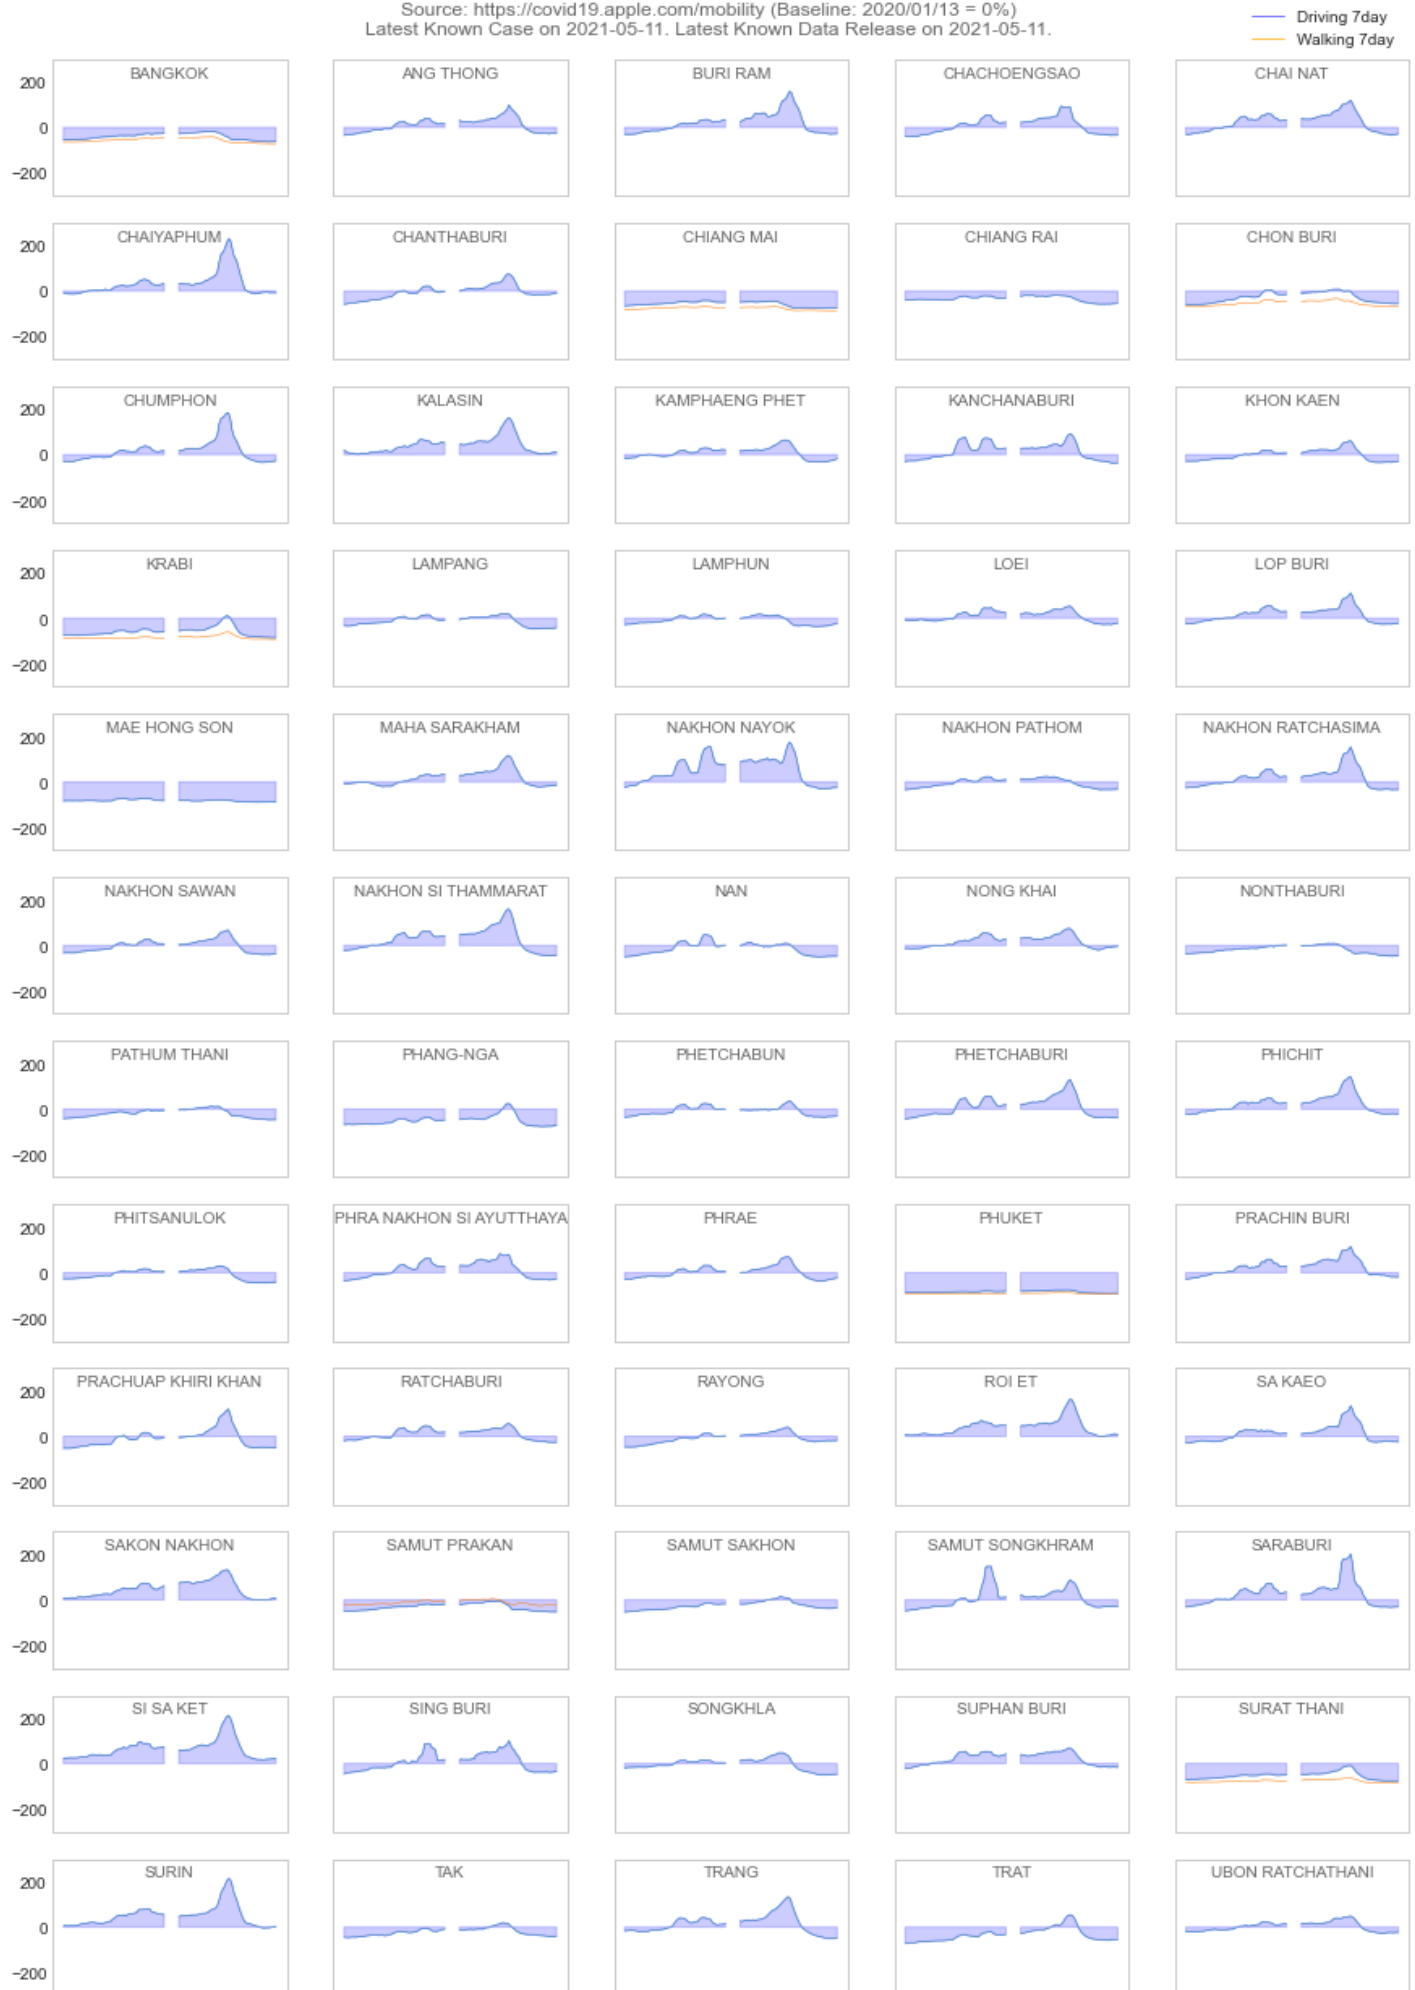 Source: https://covid19.apple.com/mobility (Baseline: 2020/01/13 = 0%)
Latest Known Case on 2021-05-11. Latest Known Data Release on 2021-05-11.
Driving 7day
Walking 7day
BANGKOK ANG THONG BURI RAM CHACHOENGSAO CHAI NAT
200
0
−200
CHAIYAPHUM CHANTHABURI CHIANG MAI CHIANG RAI CHON BURI
200
0
−200
CHUMPHON KALASIN KAMPHAENG PHET KANCHANABURI KHON KAEN
200
0
−200
KRABI LAMPANG LAMPHUN LOEI LOP BURI
200
0
−200
MAE HONG SON MAHA SARAKHAM NAKHON NAYOK NAKHON PATHOM NAKHON RATCHASIMA
200
0
−200
NAKHON SAWAN NAKHON SI THAMMARAT NAN NONG KHAI NONTHABURI
200
0
−200
PATHUM THANI PHANG-NGA PHETCHABUN PHETCHABURI PHICHIT
200
0
−200
PHITSANULOK PHRA NAKHON SI AYUTTHAYA PHRAE PHUKET PRACHIN BURI
200
0
−200
PRACHUAP KHIRI KHAN RATCHABURI RAYONG ROI ET SA KAEO
200
0
−200
SAKON NAKHON SAMUT PRAKAN SAMUT SAKHON SAMUT SONGKHRAM SARABURI
200
0
−200
SI SA KET SING BURI SONGKHLA SUPHAN BURI SURAT THANI
200
0
−200
SURIN TAK TRANG TRAT UBON RATCHATHANI
200
0
−200